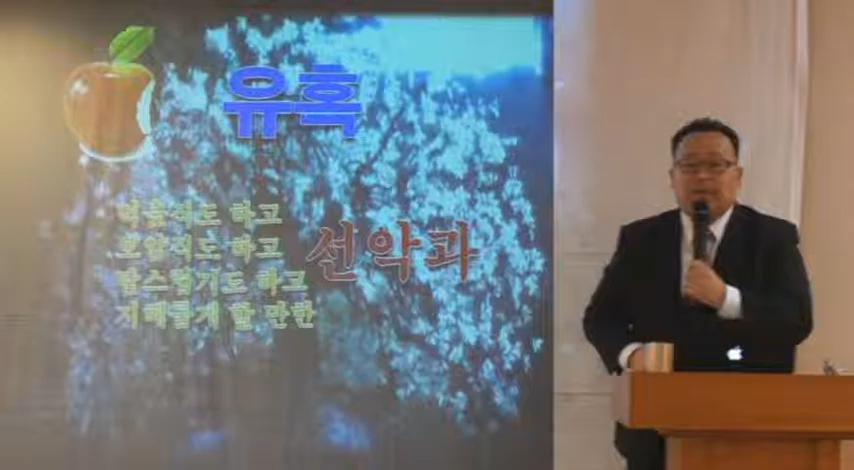 유혹
먹음직도 하고
보암직도 하고
탐스럽기도 하고
지혜롭게 할 만한
선악과